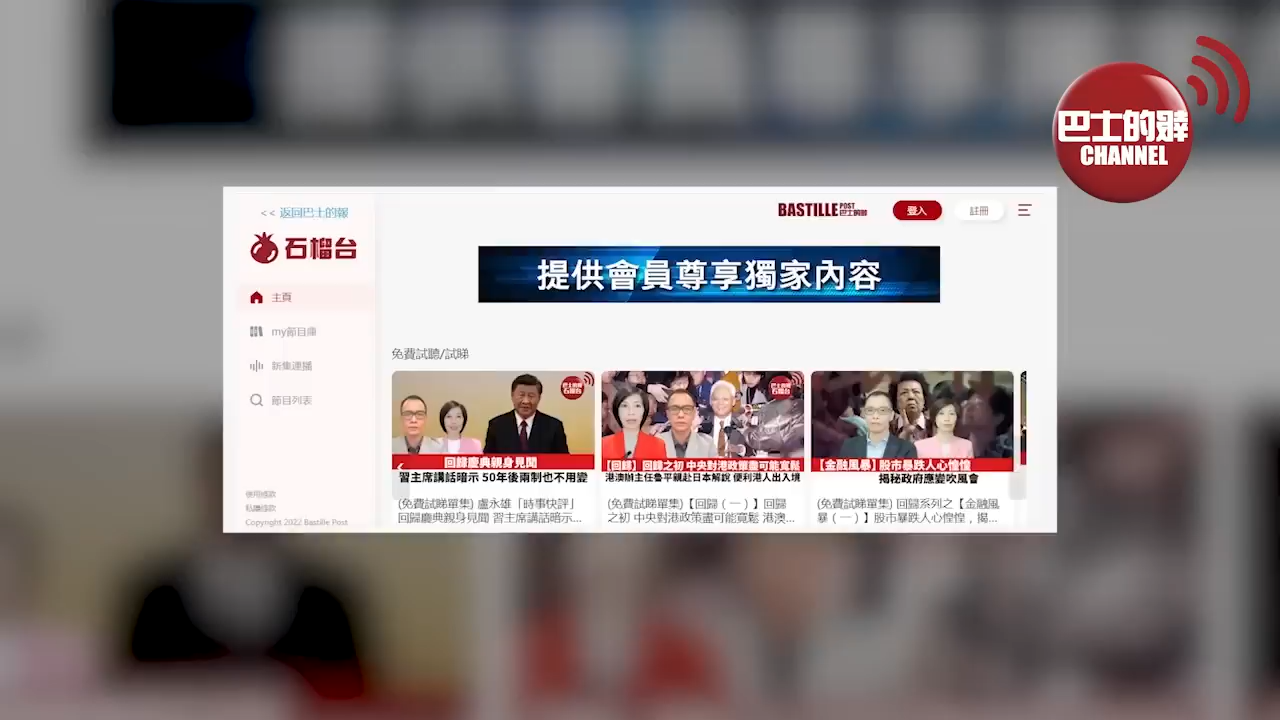 巴士的報
CHANNEL
<< 返回巴士的報
BASTILLE POST
巴士的報
登入
註冊
石榴台
提供會員尊享獨家內容
主頁
my節目庫
新集連播
節目列表
免費試聽/試睇
回歸慶典親身見聞
習主席講話暗示 50年後兩制也不用變
【回歸】回歸之初 中央對港政策盡可能寬鬆
港澳辦主任魯平親赴日本解說 便利港人出入境
【金融風暴】股市暴跌人心惶惶
揭秘政府應變吹風會
(免費試睇單集) 盧永雄「時事快評」
回歸慶典親身見聞 習主席講話暗示...
(免費試睇單集)【回歸（一）】回歸
之初 中央對港政策盡可能寬鬆 港澳...
(免費試睇單集) 回歸系列之【金融風
暴（一）】股市暴跌人心惶惶，揭...
使用條款
私隱條款
Copyright 2022 Bastille Post